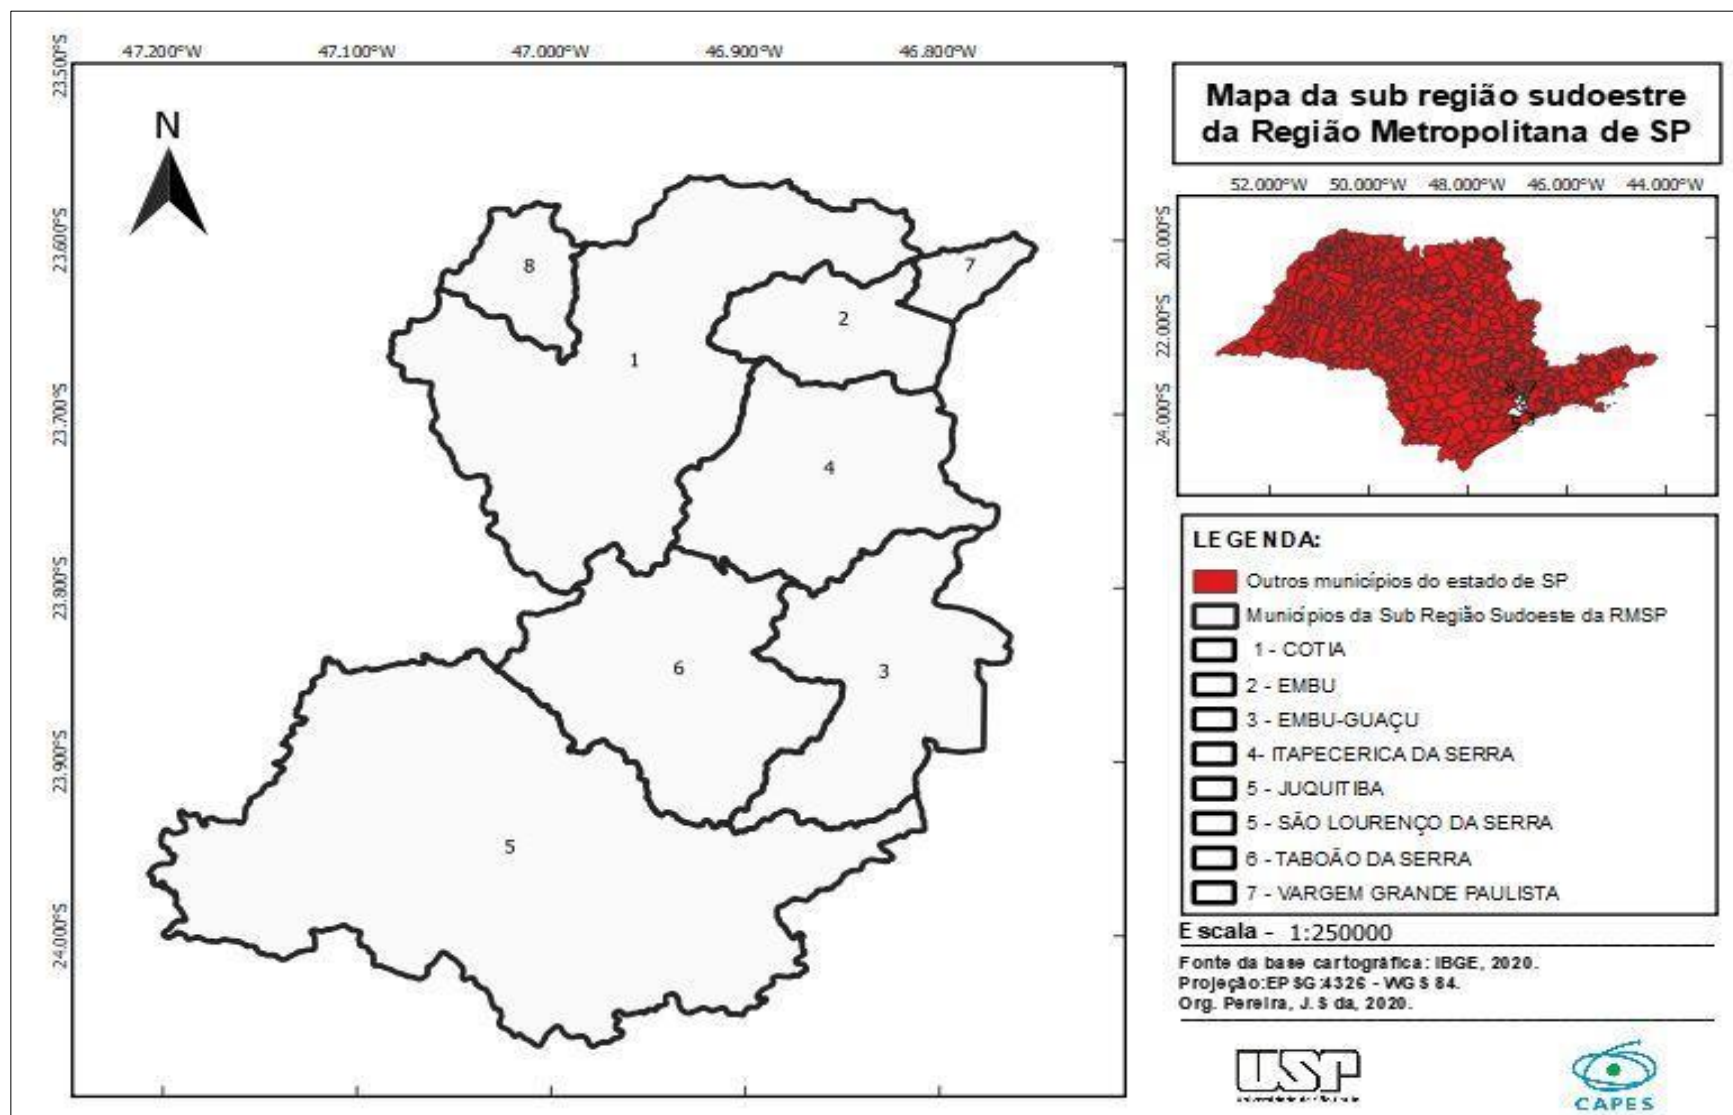 47.200°W 47.100°W 47.000°W 46.900°W 46.800°W
23.500°S
23.600°S
23.700°S
23.800°S
23.900°S
24.000°S
N
8
7
2
1
4
6
3
5
Mapa da sub região sudoestre
da Região Metropolitana de SP
52.000°W 50.000°W 48.000°W 46.000°W 44.000°W
20.000°S
22.000°S
24.000°S
LEGENDA:
Outros municípios do estado de SP
Municípios da Sub Região Sudoeste da RMSP
1 - COTIA
2 - EMBU
3 - EMBU-GUAÇU
4- ITAPECERICA DA SERRA
5 - JUQUITIBA
5 - SÃO LOURENÇO DA SERRA
6 - TABOÃO DA SERRA
7 - VARGEM GRANDE PAULISTA
Escala - 1:250000
Fonte da base cartográfica: IBGE, 2020.
Projeção:EPSG:4326 - WGS 84.
Org. Pereira, J. S da, 2020.
USP
CAPES